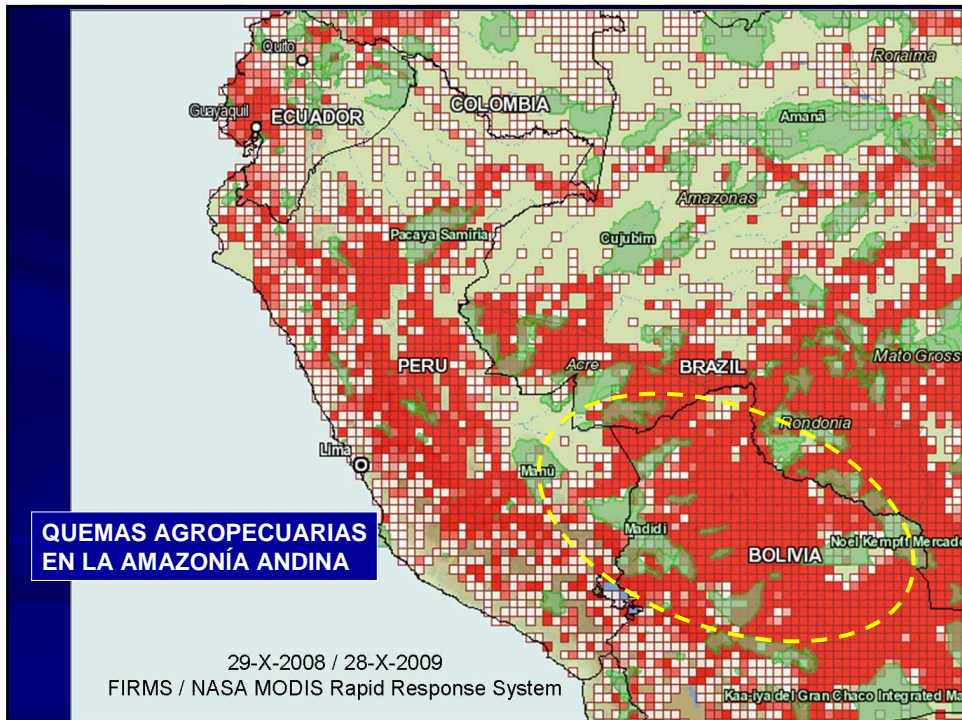 Quito
Roraima
Guayaquil
COLOMBIA
ECUADOR
Amanã
Amazonas
Pacaya Samiria
Cujubim
Mato Gross
PERU
Acre
BRAZIL
Rondonia
Lima
Manú
QUEMAS AGROPECUARIAS
EN LA AMAZONÍA ANDINA
Madidi
BOLIVIA
Noel Kempff Mercado
29-X-2008 / 28-X-2009
FIRMS / NASA MODIS Rapid Response System
Kaa-iya del Gran Chaco Integrated Ma